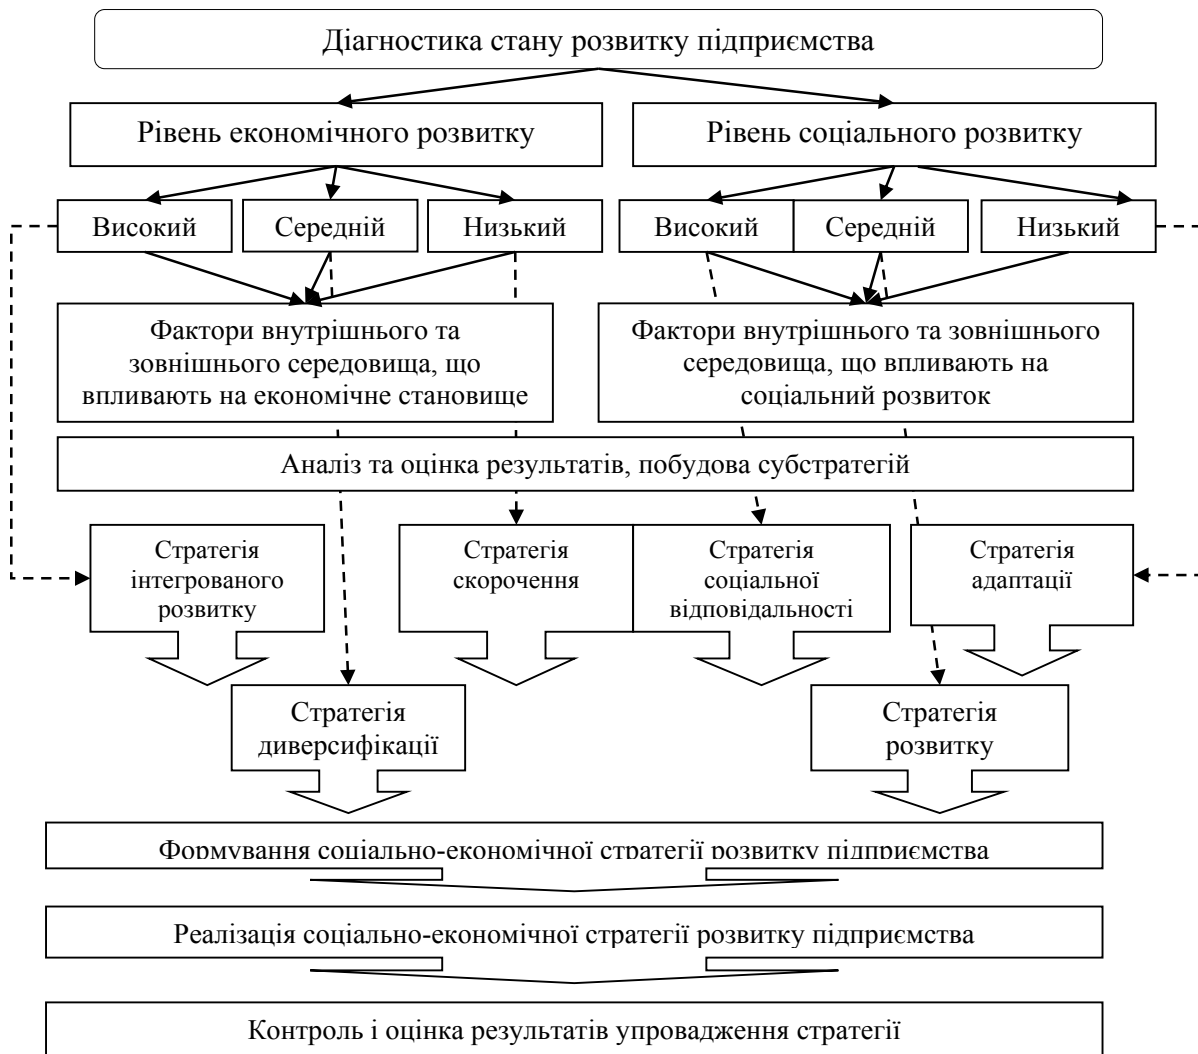 Діагностика стану розвитку підприємства
Рівень економічного розвитку
Рівень соціального розвитку
Високий
Середній
Низький
Високий
Середній
Низький
Фактори внутрішнього та
зовнішнього середовища, що
впливають на економічне становище
Фактори внутрішнього та зовнішнього
середовища, що впливають на
соціальний розвиток
Аналіз та оцінка результатів, побудова субстратегій
Стратегія
інтегрованого
розвитку
Стратегія
скорочення
Стратегія
соціальної
відповідальності
Стратегія
адаптації
Стратегія
диверсифікації
Стратегія
розвитку
Формування соціально-економічної стратегії розвитку підприємства
Реалізація соціально-економічної стратегії розвитку підприємства
Контроль і оцінка результатів упровадження стратегії